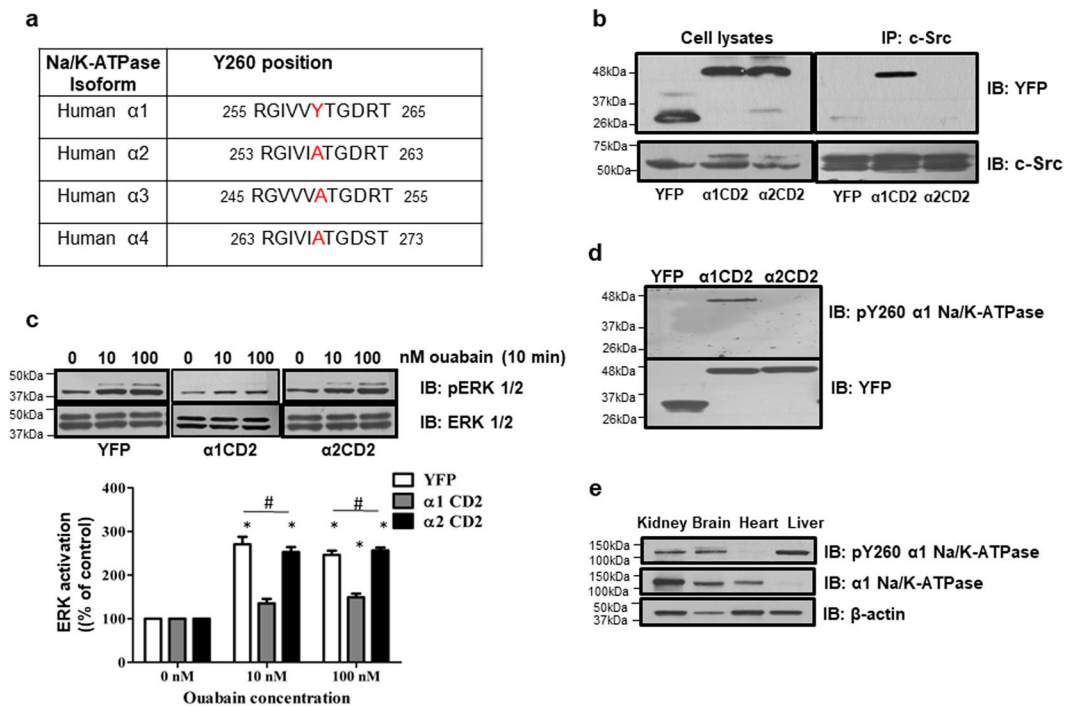 a
Na/K-ATPase Isoform Y260 position
Human α1 255 RGIVVYTGDRT 265
Human α2 253 RGIVIATGDRT 263
Human α3 245 RGVVVATGDRT 255
Human α4 263 RGIVIATGDST 273
b
Cell lysates IP: c-Src
48kDa
37kDa
26kDa
IB: YFP
75kDa
50kDa
IB: c-Src
YFP α1CD2 α2CD2 YFP α1CD2 α2CD2
c
0 10 100 0 10 100 0 10 100 nM ouabain (10 min)
50kDa
37kDa
IB: pERK 1/2
50kDa
37kDa
IB: ERK 1/2
YFP α1CD2 α2CD2
400
300
200
100
0
ERK activation
((% of control)
YFP
α1 CD2
α2 CD2
# #
* * * * *
0 nM 10 nM 100 nM
Ouabain concentration
d
YFP α1CD2 α2CD2
48kDa
37kDa
26kDa
IB: pY260 α1 Na/K-ATPase
48kDa
37kDa
26kDa
IB: YFP
e
Kidney Brain Heart Liver
150kDa
100kDa
IB: pY260 α1 Na/K-ATPase
150kDa
100kDa
IB: α1 Na/K-ATPase
50kDa
37kDa
IB: β-actin